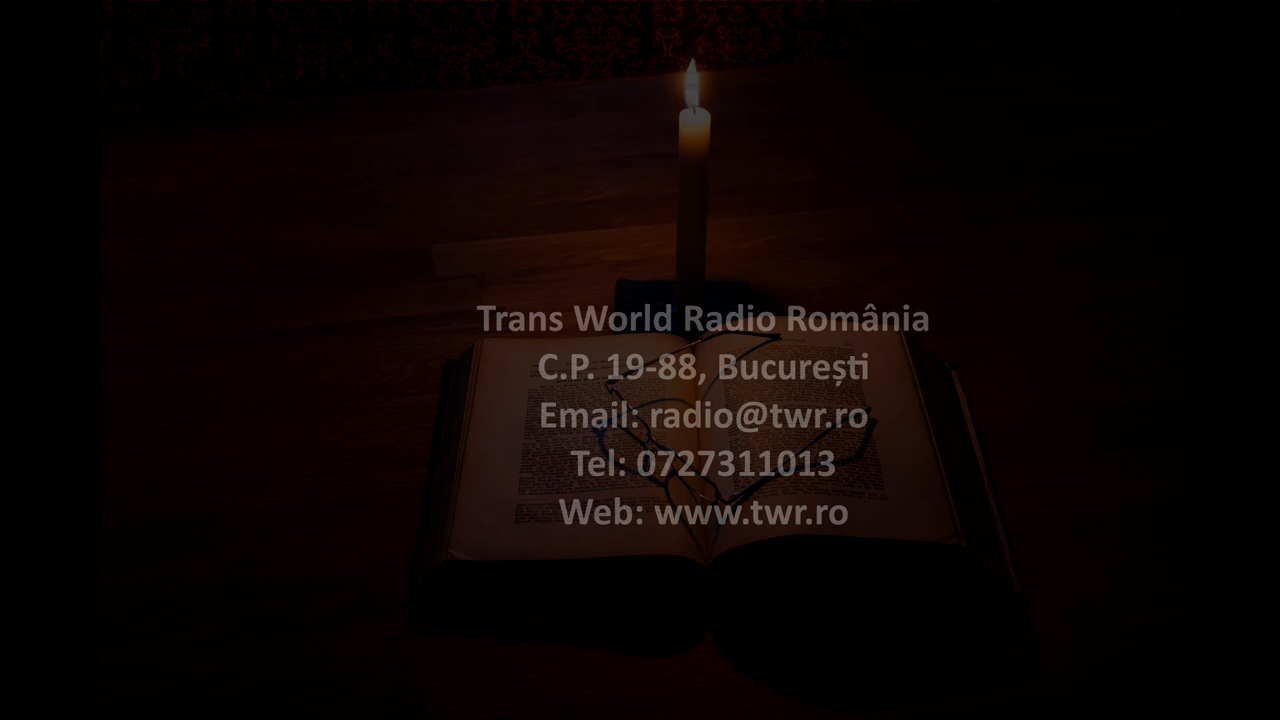 Trans World Radio România
C.P. 19-88, București
Email: radio@twr.ro
Tel: 0727311013
Web: www.twr.ro